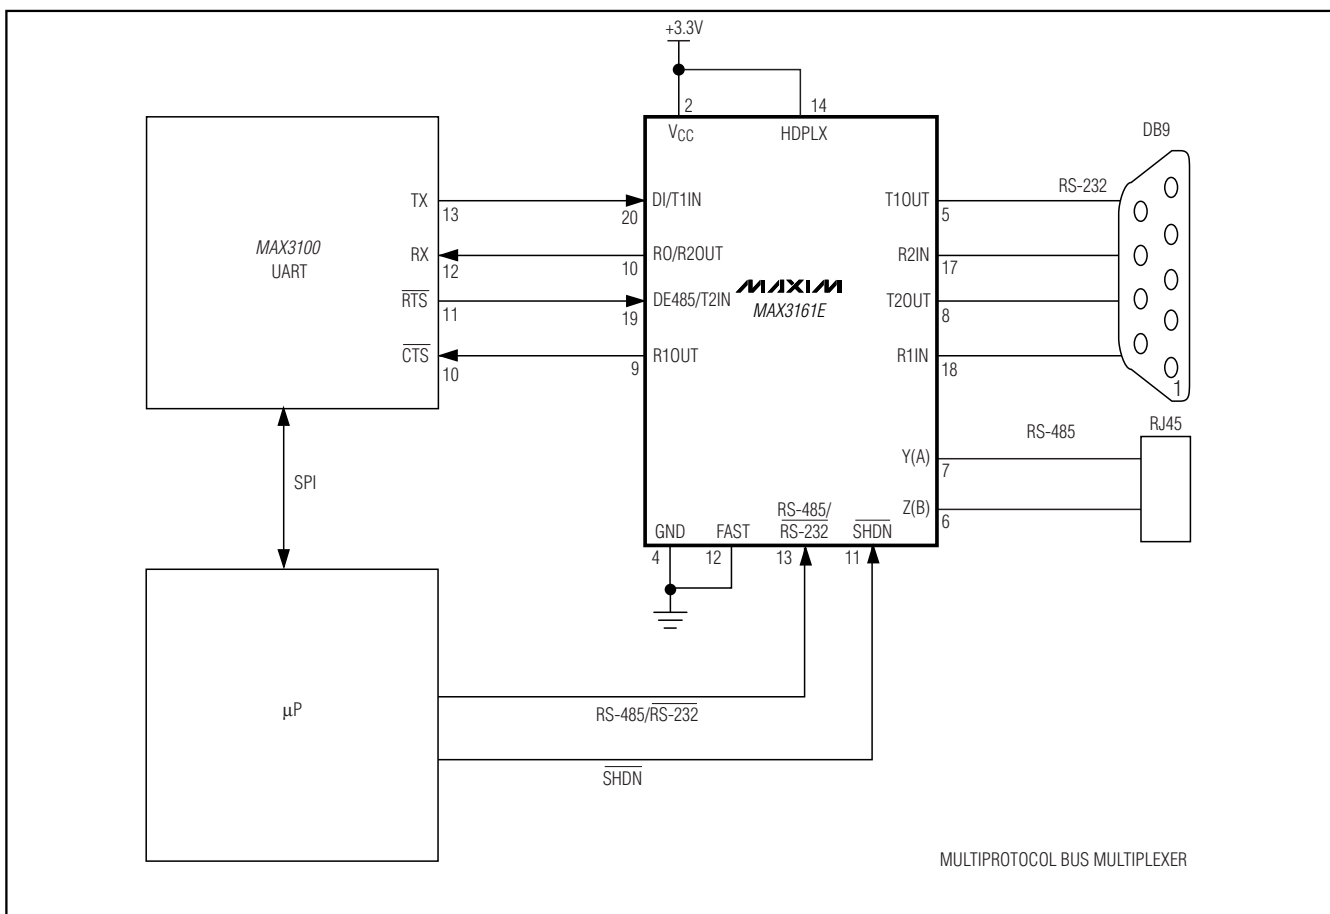 +3.3V
2
14
VCC
HDPLX
DB9
TX
13
20
DI/T1IN
T1OUT
5
RS-232
MAX3100
UART
RX
12
10
RO/R2OUT
R2IN
17
MAXIM
MAX3161E
RTS
11
19
DE485/T2IN
T2OUT
8
CTS
10
9
R1OUT
R1IN
18
1
RS-485
RJ45
Y(A)
7
SPI
Z(B)
6
GND
FAST
RS-485/
RS-232
SHDN
4
12
13
11
μP
RS-485/RS-232
SHDN
MULTIPROTOCOL BUS MULTIPLEXER